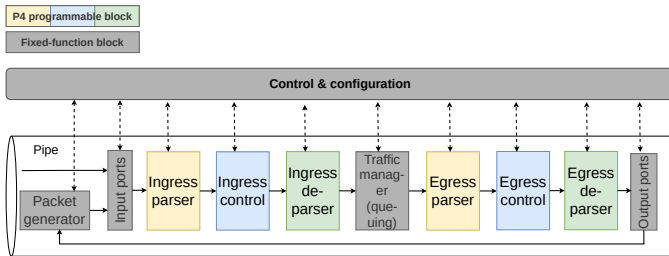 P4 programmable block
Fixed-function block
Control & configuration
Pipe
Packet
generator
Input ports
Ingress
parser
Ingress
control
Ingress
de-
parser
Traffic
manag-
er
(que-
uing)
Egress
parser
Egress
control
Egress
de-
parser
Output ports